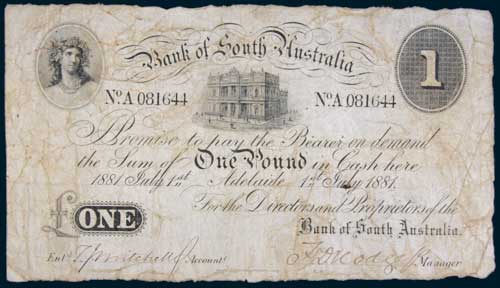 Bank of South Australia
1
No. A 081644 No. A 081644
Promise to pay the Bearer on demand
the Sum of One Pound in Cash here
1881 July 1st Adelaide 1st July 1881.
For the Directors and Proprietors of the
£ONE Bank of South Australia.
Entd. Accountt. Manager